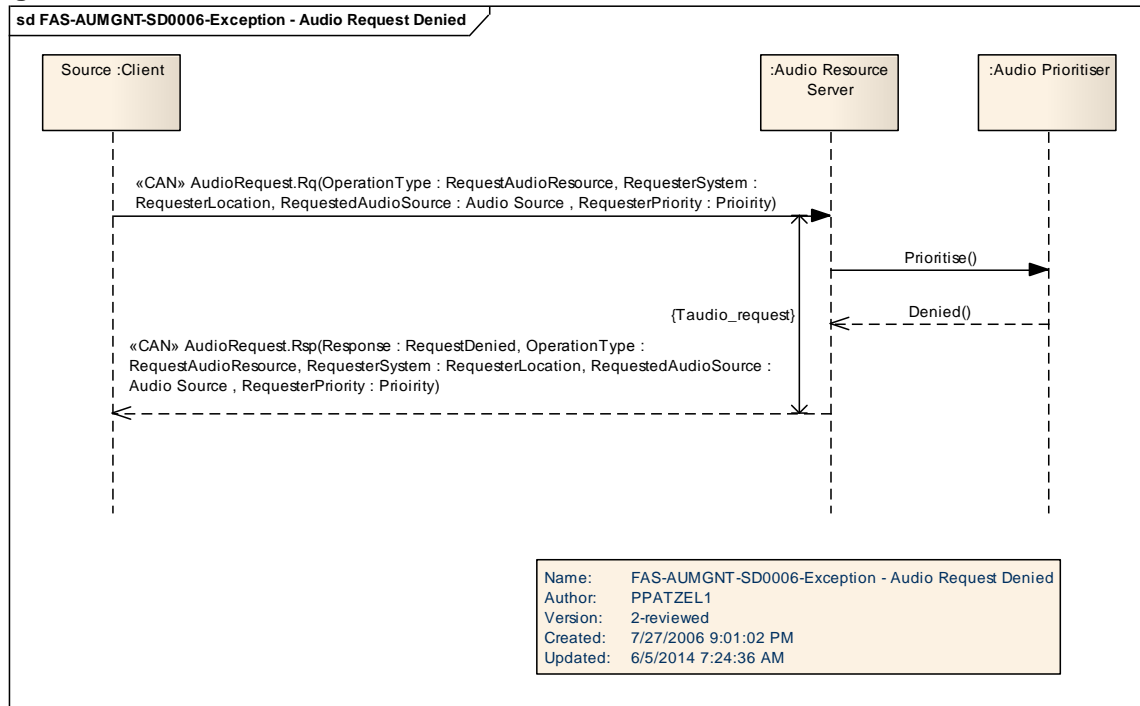 sd FAS-AUMGNT-SD0006-Exception - Audio Request Denied
Source :Client
:Audio Resource
Server
:Audio Prioritiser
«CAN» AudioRequest.Rq(OperationType : RequestAudioResource, RequesterSystem :
RequesterLocation, RequestedAudioSource : Audio Source , RequesterPriority : Prioirity)
Prioritise()
{Taudio_request}
Denied()
«CAN» AudioRequest.Rsp(Response : RequestDenied, OperationType :
RequestAudioResource, RequesterSystem : RequesterLocation, RequestedAudioSource :
Audio Source , RequesterPriority : Prioirity)
Name: FAS-AUMGNT-SD0006-Exception - Audio Request Denied
Author: PPATZEL1
Version: 2-reviewed
Created: 7/27/2006 9:01:02 PM
Updated: 6/5/2014 7:24:36 AM